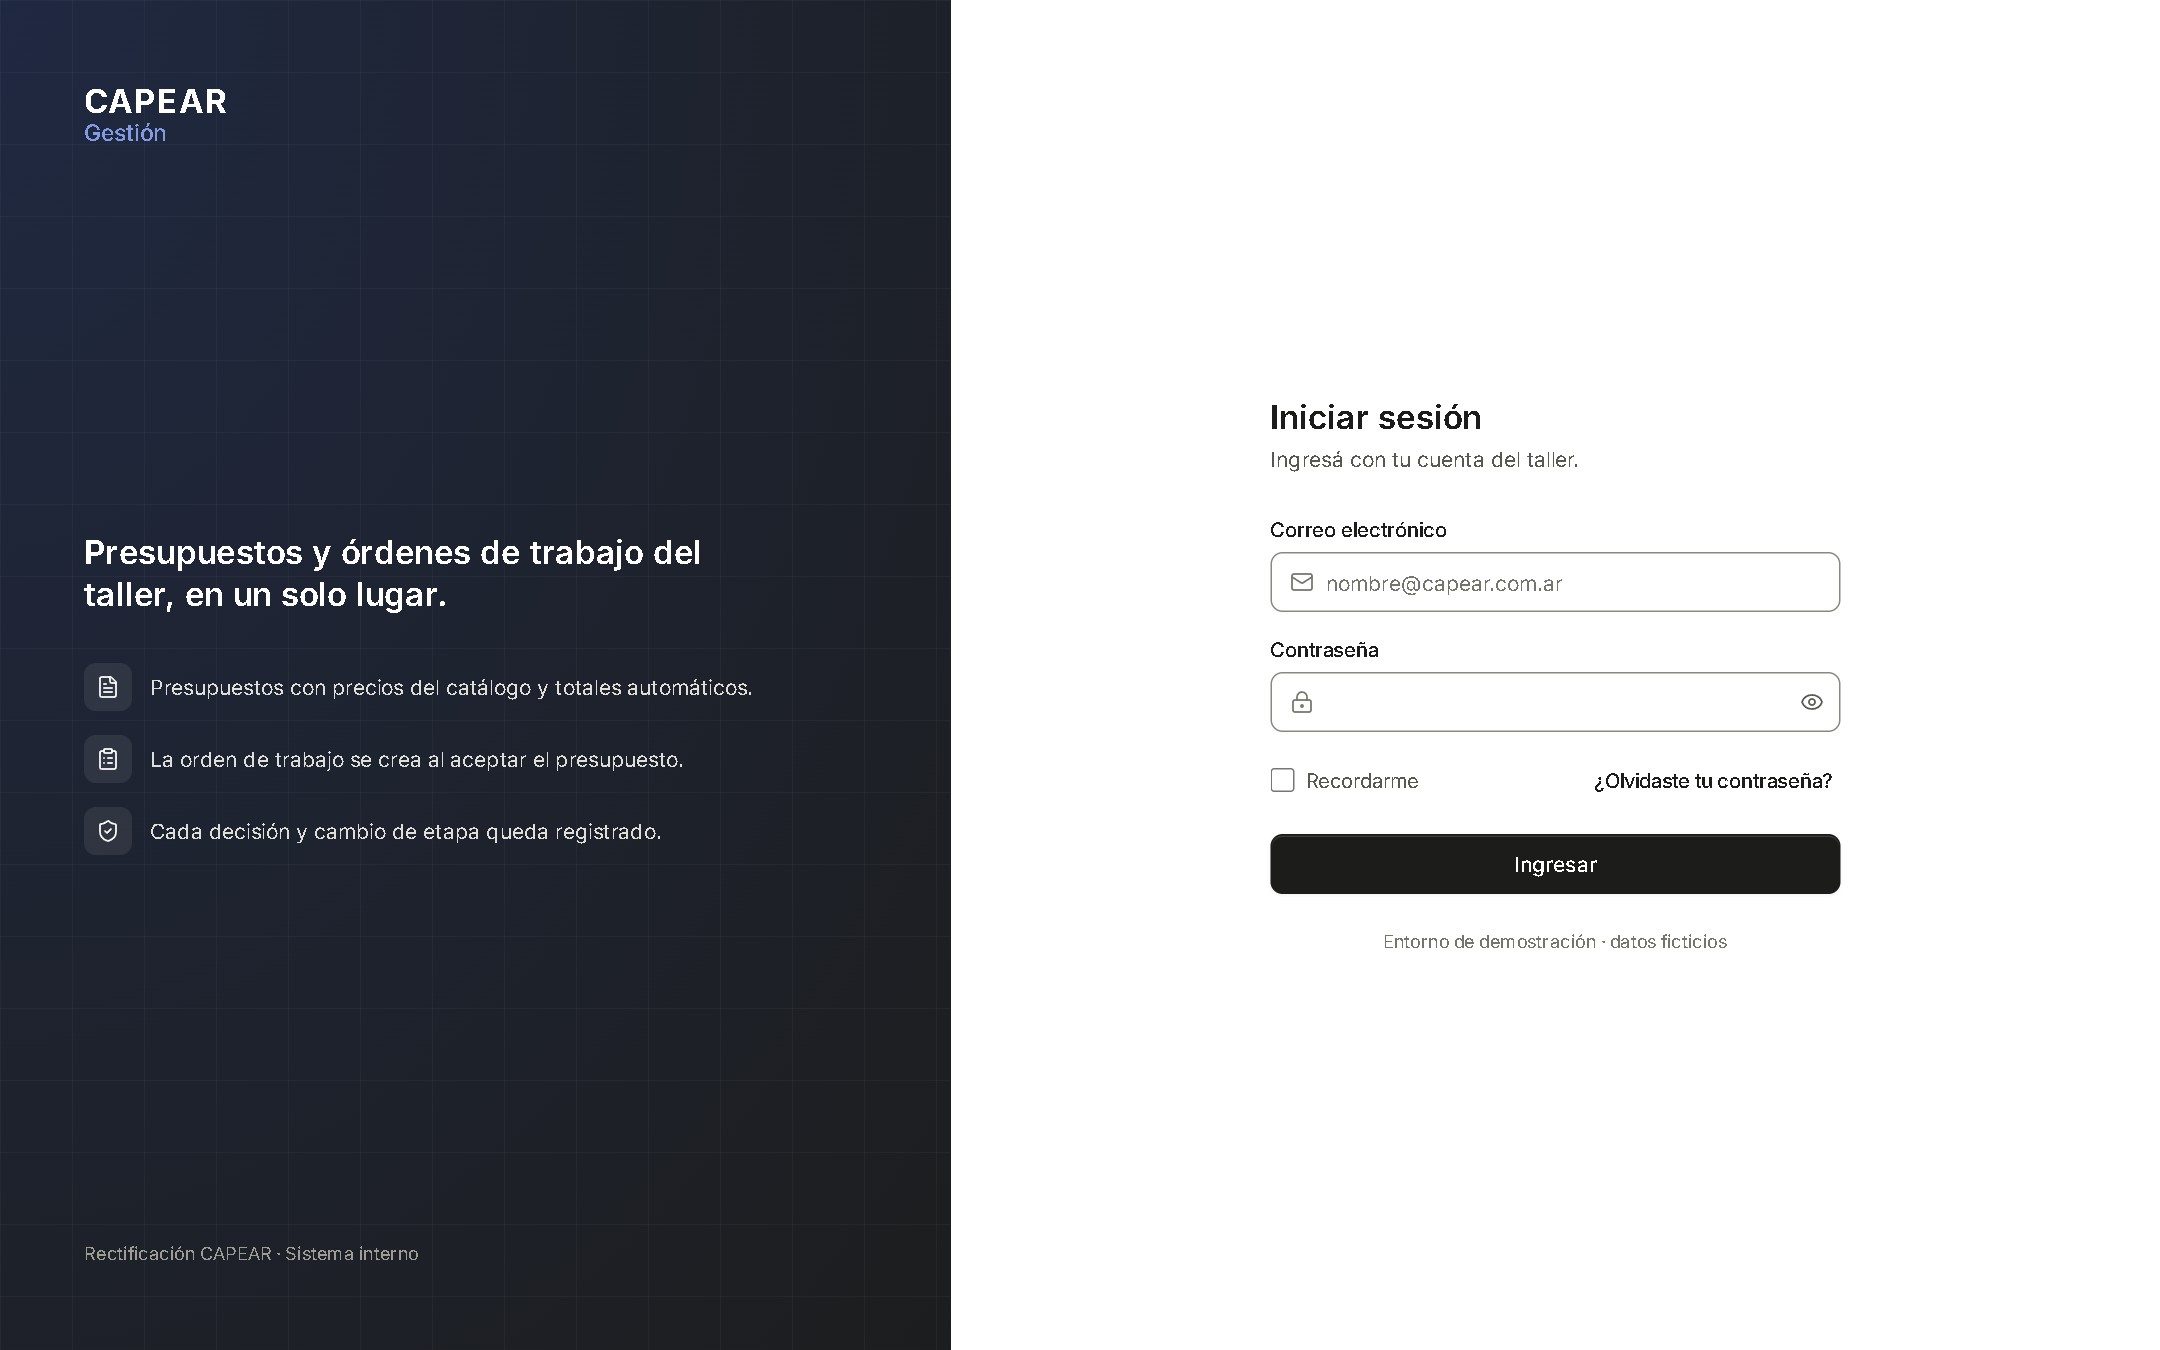 CAPEAR
Gestión
Presupuestos y órdenes de trabajo del
taller, en un solo lugar.
Presupuestos con precios del catálogo y totales automáticos.
La orden de trabajo se crea al aceptar el presupuesto.
Cada decisión y cambio de etapa queda registrado.
Rectificación CAPEAR · Sistema interno
Iniciar sesión
Ingresá con tu cuenta del taller.
Correo electrónico
nombre@capear.com.ar
Contraseña
Recordarme
¿Olvidaste tu contraseña?
Ingresar
Entorno de demostración · datos ficticios